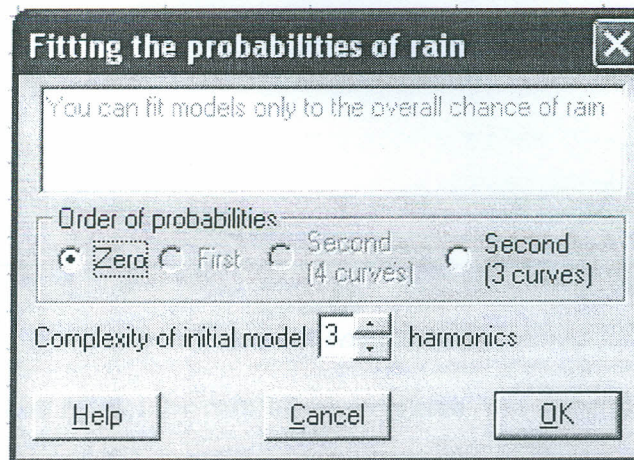 Fitting the probabilities of rain
You can fit models only to the overall chance of rain
Order of probabilities
Zero First Second (4 curves) Second (3 curves)
Complexity of initial model 3 harmonics
Help Cancel OK